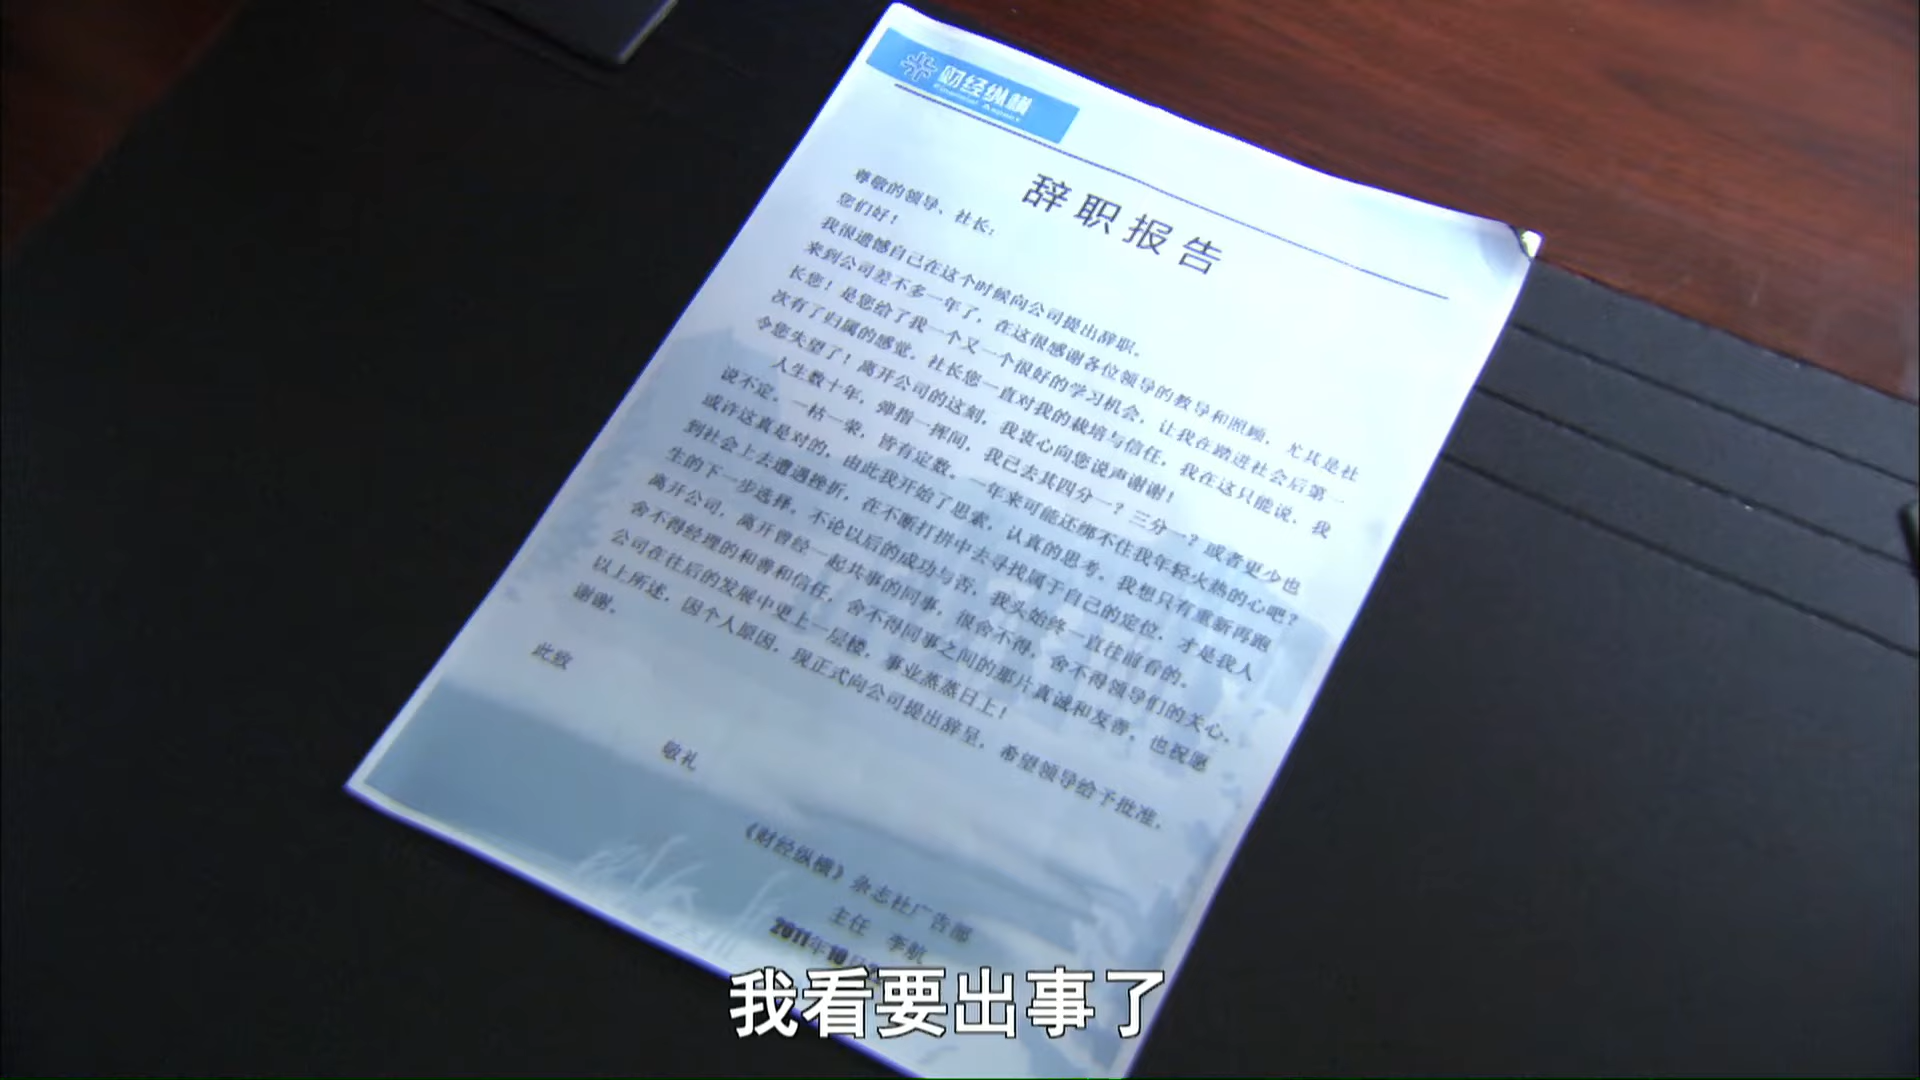 财经纵横
辞职报告
尊敬的领导、社长：
您们好！
我很遗憾自己在这个时候向公司提出辞职。
来到公司差不多一年了，在这很感谢各位领导的教导和照顾，尤其是社
长您！是您给了我一个又一个很好的学习机会，让我在踏进社会后第一
次有了归属的感觉。社长您一直对我的栽培与信任，我在这只能说，我
令您失望了！离开公司的这刻，我衷心向您说声谢谢！
人生数十年，弹指一挥间，我已去其四分一？三分一？或者更少也
说不定。一枯一荣，皆有定数。一年来可能还绑不住我年轻火热的心吧？
或许这真是对的，由此我开始了思索，认真的思考。我想只有重新再跑
到社会上去遭遇挫折，在不断打拼中去寻找属于自己的定位，才是我人
生的下一步选择。不论以后的成功与否，我头始终一直往前看的。
离开公司，离开曾经一起共事的同事，很舍不得，舍不得领导们的关心，
舍不得经理的和善和信任，舍不得同事之间的那片真诚和友善。也祝愿
公司在往后的发展中更上一层楼，事业蒸蒸日上！
以上所述，因个人原因，现正式向公司提出辞呈，希望领导给予批准。
谢谢。
此致
敬礼
《财经纵横》杂志社广告部
主任 李航
2011年10月
我看要出事了